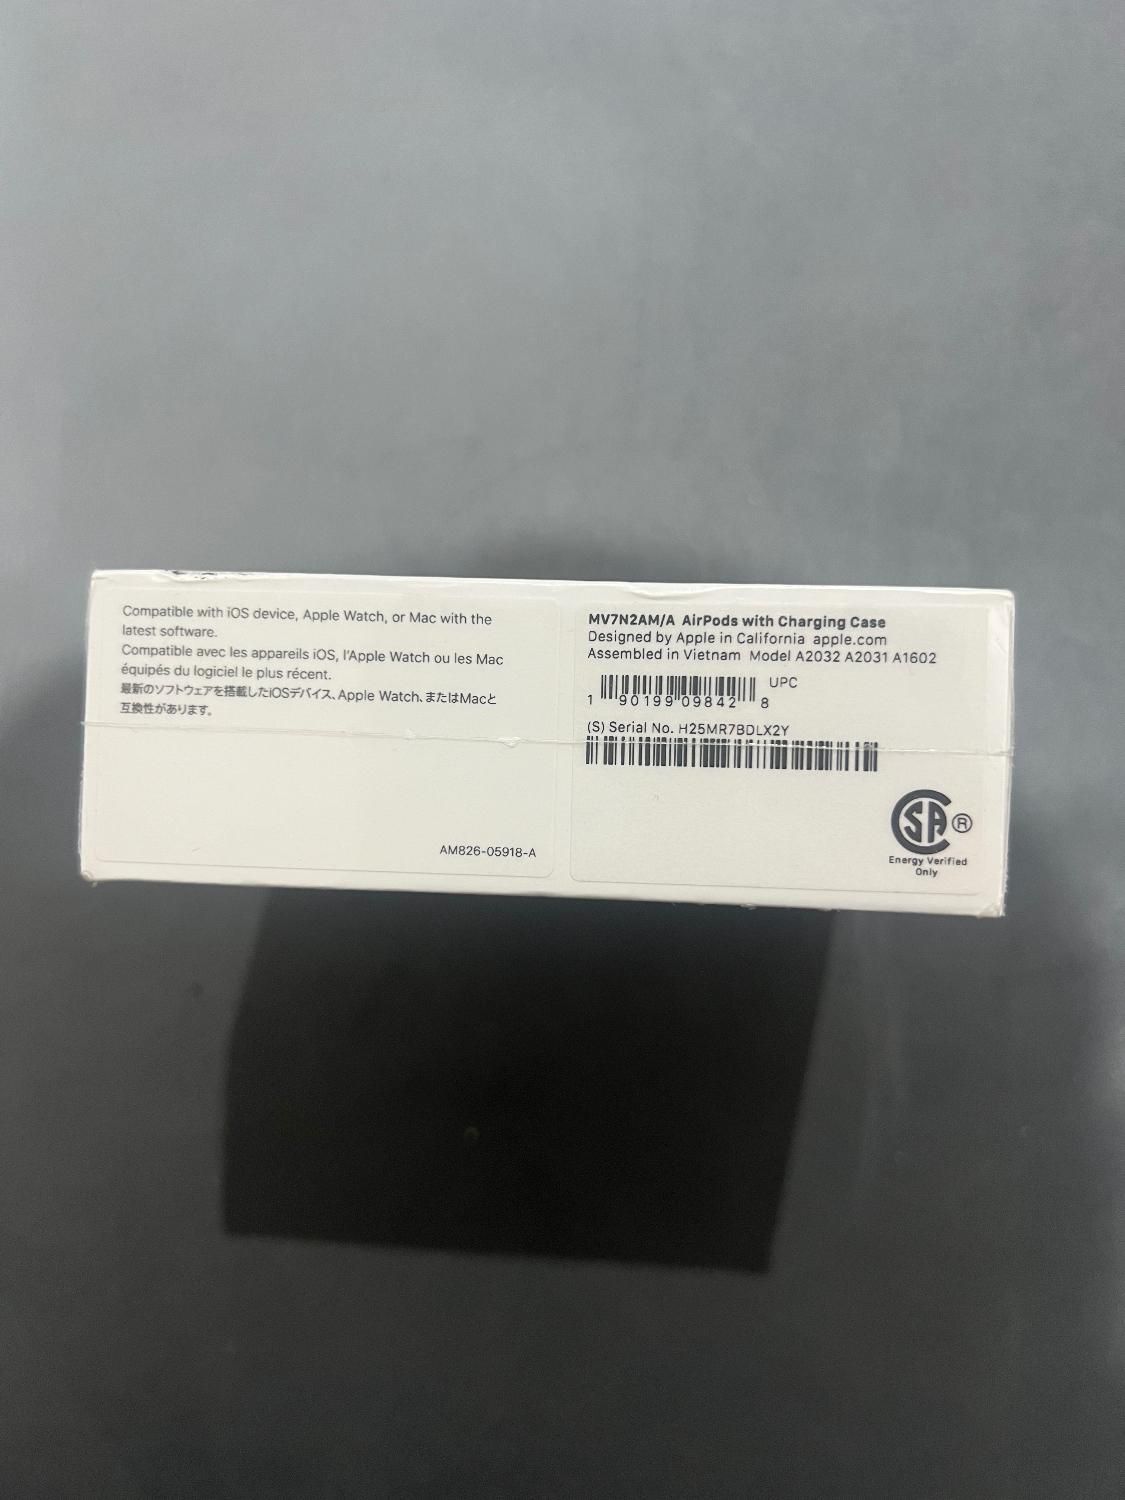 Compatible with iOS device, Apple Watch, or Mac with the
latest software.
Compatible avec les appareils iOS, l'Apple Watch ou les Mac
équipés du logiciel le plus récent.
最新のソフトウェアを搭載したiOSデバイス、Apple Watch、またはMacと
互換性があります。
AM826-05918-A
MV7N2AM/A AirPods with Charging Case
Designed by Apple in California apple.com
Assembled in Vietnam Model A2032 A2031 A1602
UPC
1 90199 09842 8
(S) Serial No. H25MR7BDLX2Y
SA ®
Energy Verified
Only